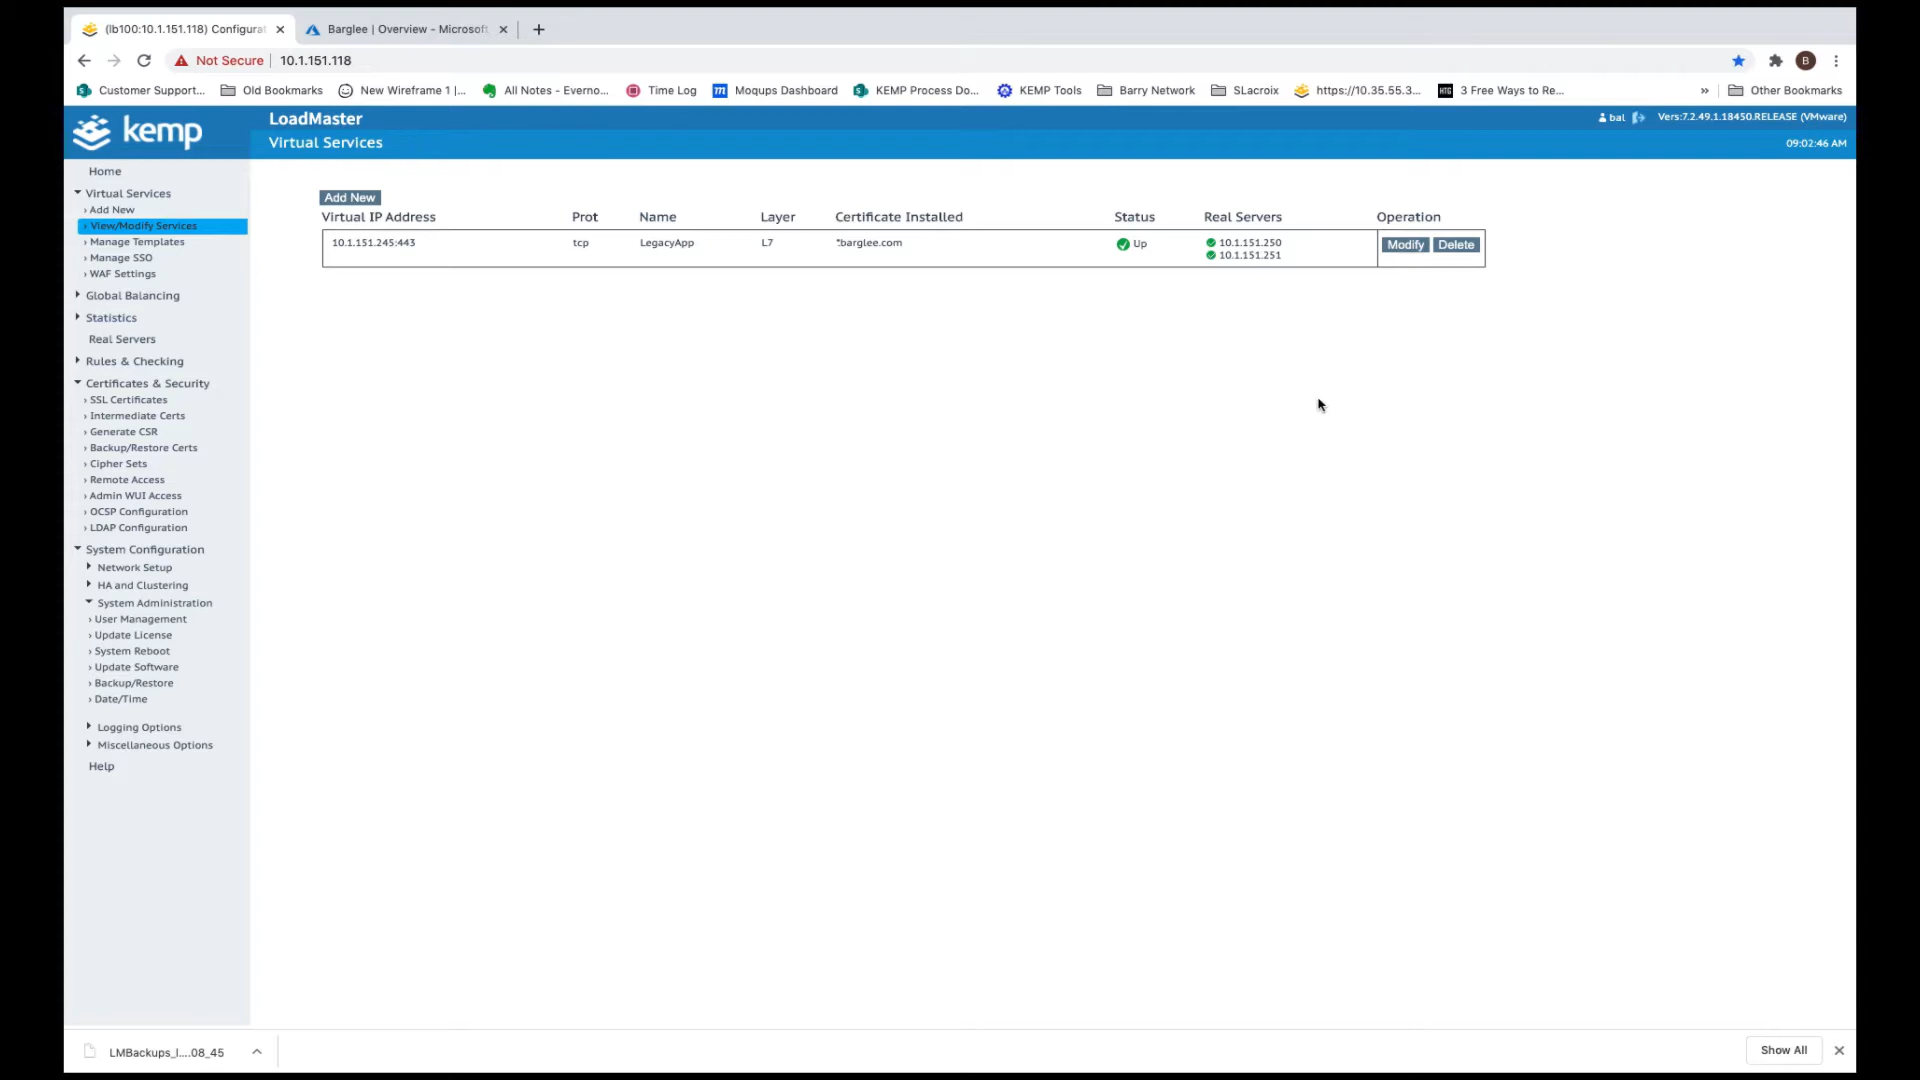 (lb100:10.1.151.118) Configurat
Barglee | Overview - Microsoft
Not Secure
10.1.151.118
B
Customer Support...
Old Bookmarks
New Wireframe 1 |...
All Notes - Everno...
Time Log
m
Moqups Dashboard
KEMP Process Do...
KEMP Tools
Barry Network
SLacroix
https://10.35.55.3...
HTG
3 Free Ways to Re...
»
Other Bookmarks
kemp
LoadMaster
Virtual Services
bal
Vers:7.2.49.1.18450.RELEASE (VMware)
09:02:46 AM
Home
Virtual Services
› Add New
› View/Modify Services
› Manage Templates
› Manage SSO
› WAF Settings
Global Balancing
Statistics
Real Servers
Rules & Checking
Certificates & Security
› SSL Certificates
› Intermediate Certs
› Generate CSR
› Backup/Restore Certs
› Cipher Sets
› Remote Access
› Admin WUI Access
› OCSP Configuration
› LDAP Configuration
System Configuration
Network Setup
HA and Clustering
System Administration
› User Management
› Update License
› System Reboot
› Update Software
› Backup/Restore
› Date/Time
Logging Options
Miscellaneous Options
Help
Add New
Virtual IP Address Prot Name Layer Certificate Installed Status Real Servers Operation
10.1.151.245:443 tcp LegacyApp L7 *barglee.com Up 10.1.151.250 Modify Delete
10.1.151.251
LMBackups_l....08_45
Show All